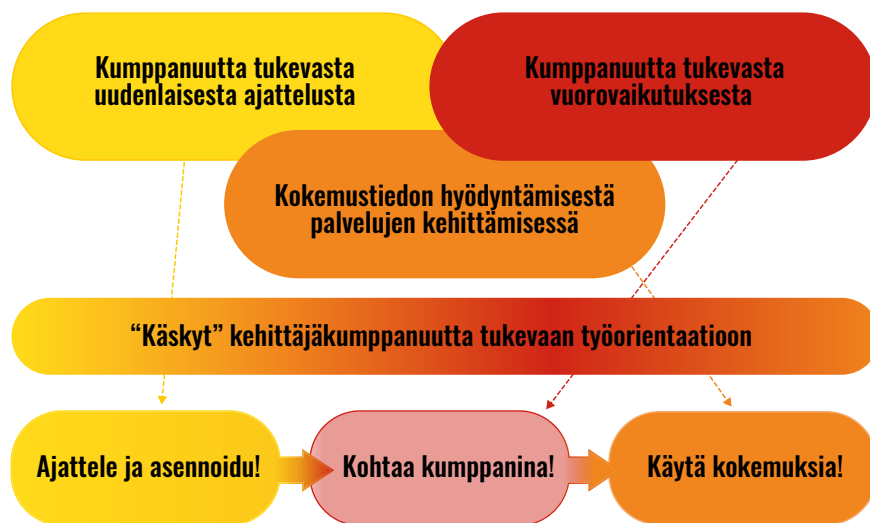 Kumppanuutta tukevasta
uudenlaisesta ajattelusta
Kumppanuutta tukevasta
vuorovaikutuksesta
Kokemustiedon hyödyntämisestä
palvelujen kehittämisessä
“Käskyt” kehittäjäkumppanuutta tukevaan työorientaatioon
Ajattele ja asennoidu!
Kohtaa kumppanina!
Käytä kokemuksia!